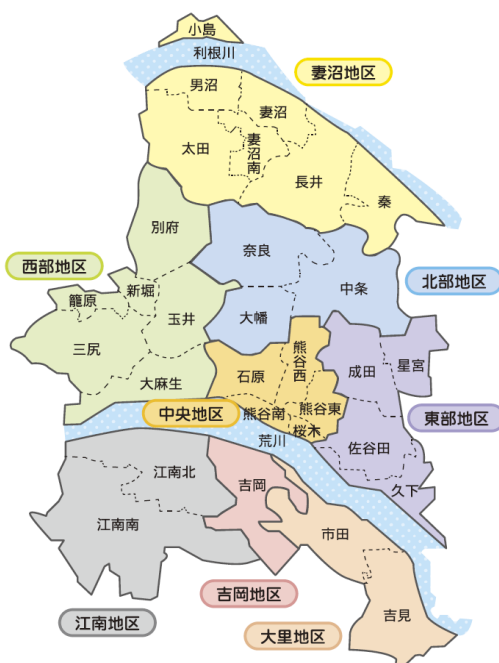 小島
利根川
妻沼地区
男沼
妻沼
太田
妻沼南
長井
秦
別府
奈良
西部地区
北部地区
籠原
新堀
玉井
大幡
中条
三尻
石原
熊谷西
成田
星宮
大麻生
中央地区
熊谷南
熊谷東
桜木
東部地区
荒川
佐谷田
江南北
吉岡
久下
江南南
市田
吉岡地区
吉見
江南地区
大里地区